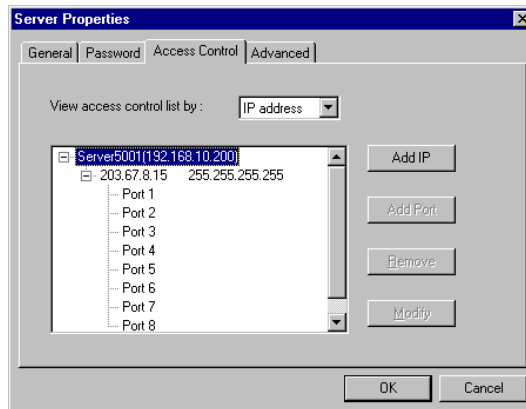 Server Properties
General Password Access Control Advanced
View access control list by : IP address
Server5001(192.168.10.200)
203.67.8.15 255.255.255.255
Port 1
Port 2
Port 3
Port 4
Port 5
Port 6
Port 7
Port 8
Add IP
Add Port
Remove
Modify
OK Cancel